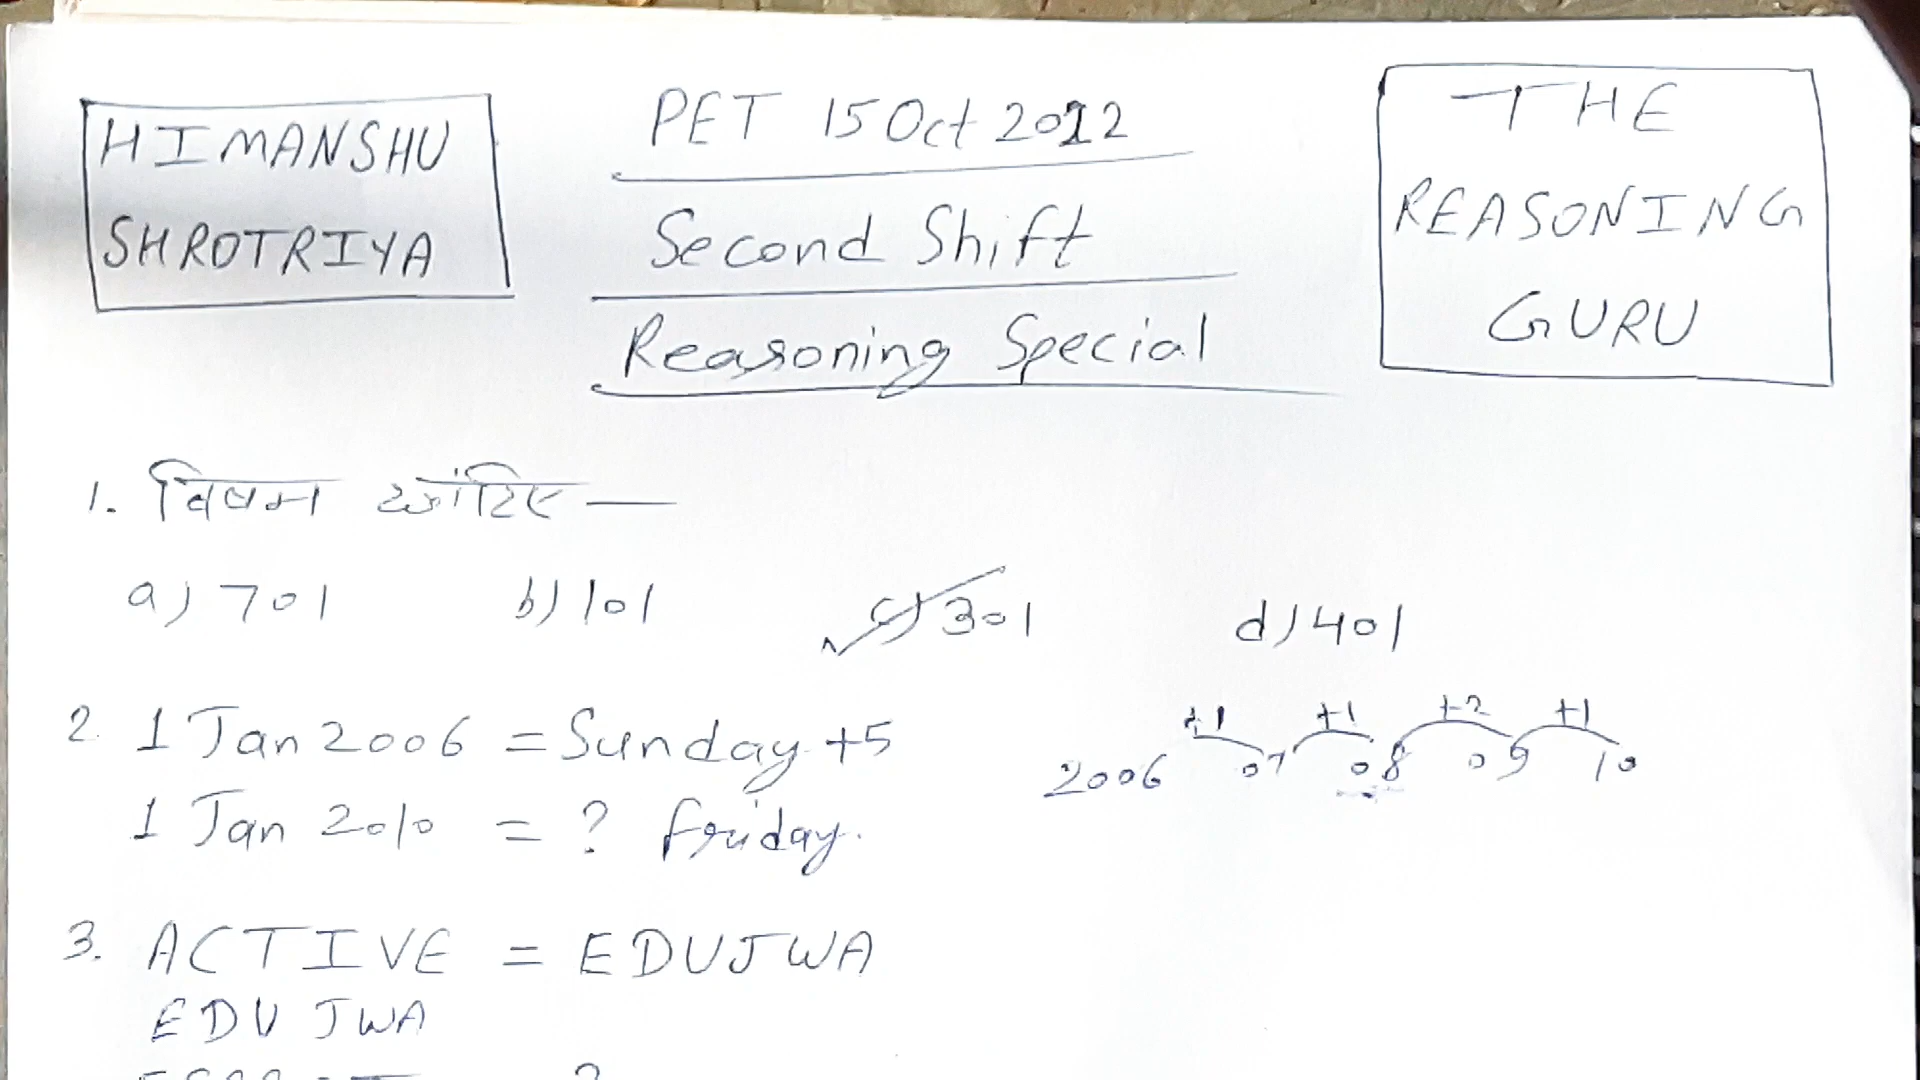 HIMANSHU
SHROTRIYA
PET 15 Oct 2022
Second Shift
Reasoning Special
THE
REASONING
GURU
1. विषम छांटिए —
a) 701 b) 101 c) 301 d) 401
2. 1 Jan 2006 = Sunday +5
1 Jan 2010 = ? Friday.
+1 +1 +2 +1
2006 07 08 09 10
3. ACTIVE = EDUJWA
EDU JWA